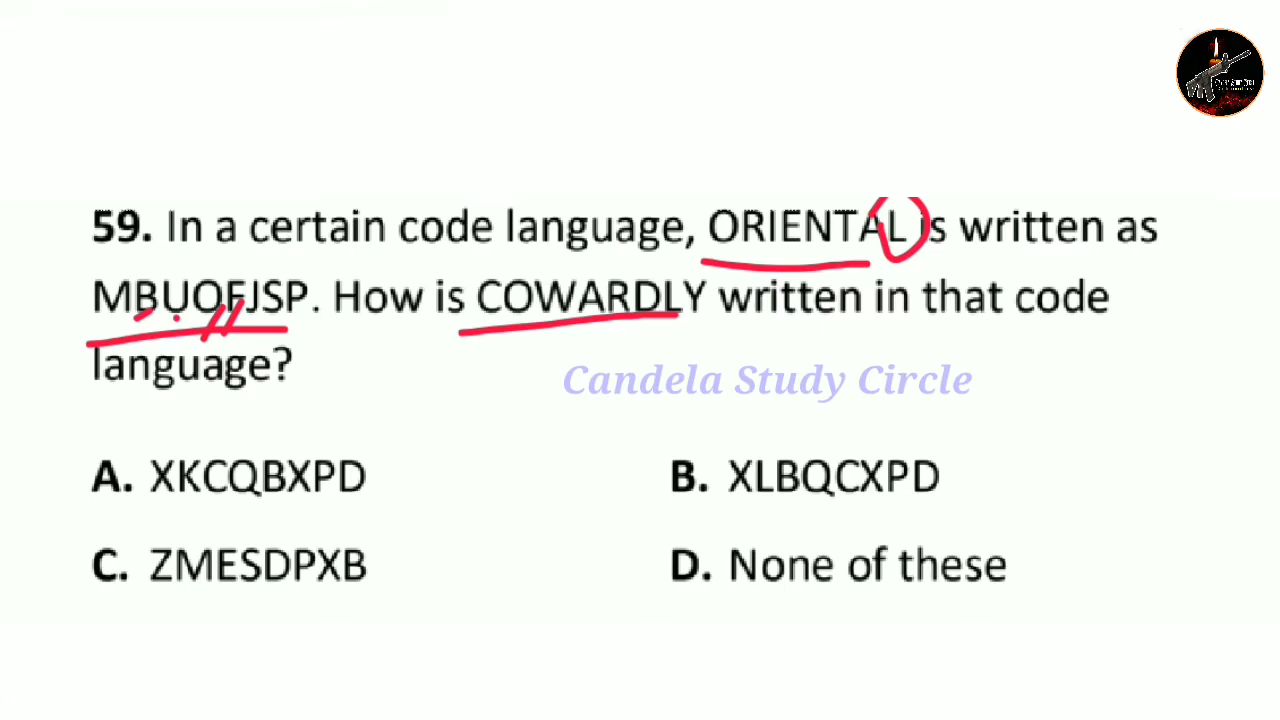 59. In a certain code language, ORIENTAL is written as
MBUOFJSP. How is COWARDLY written in that code
language?
Candela Study Circle
A. XKCQBXPD
B. XLBQCXPD
C. ZMESDPXB
D. None of these